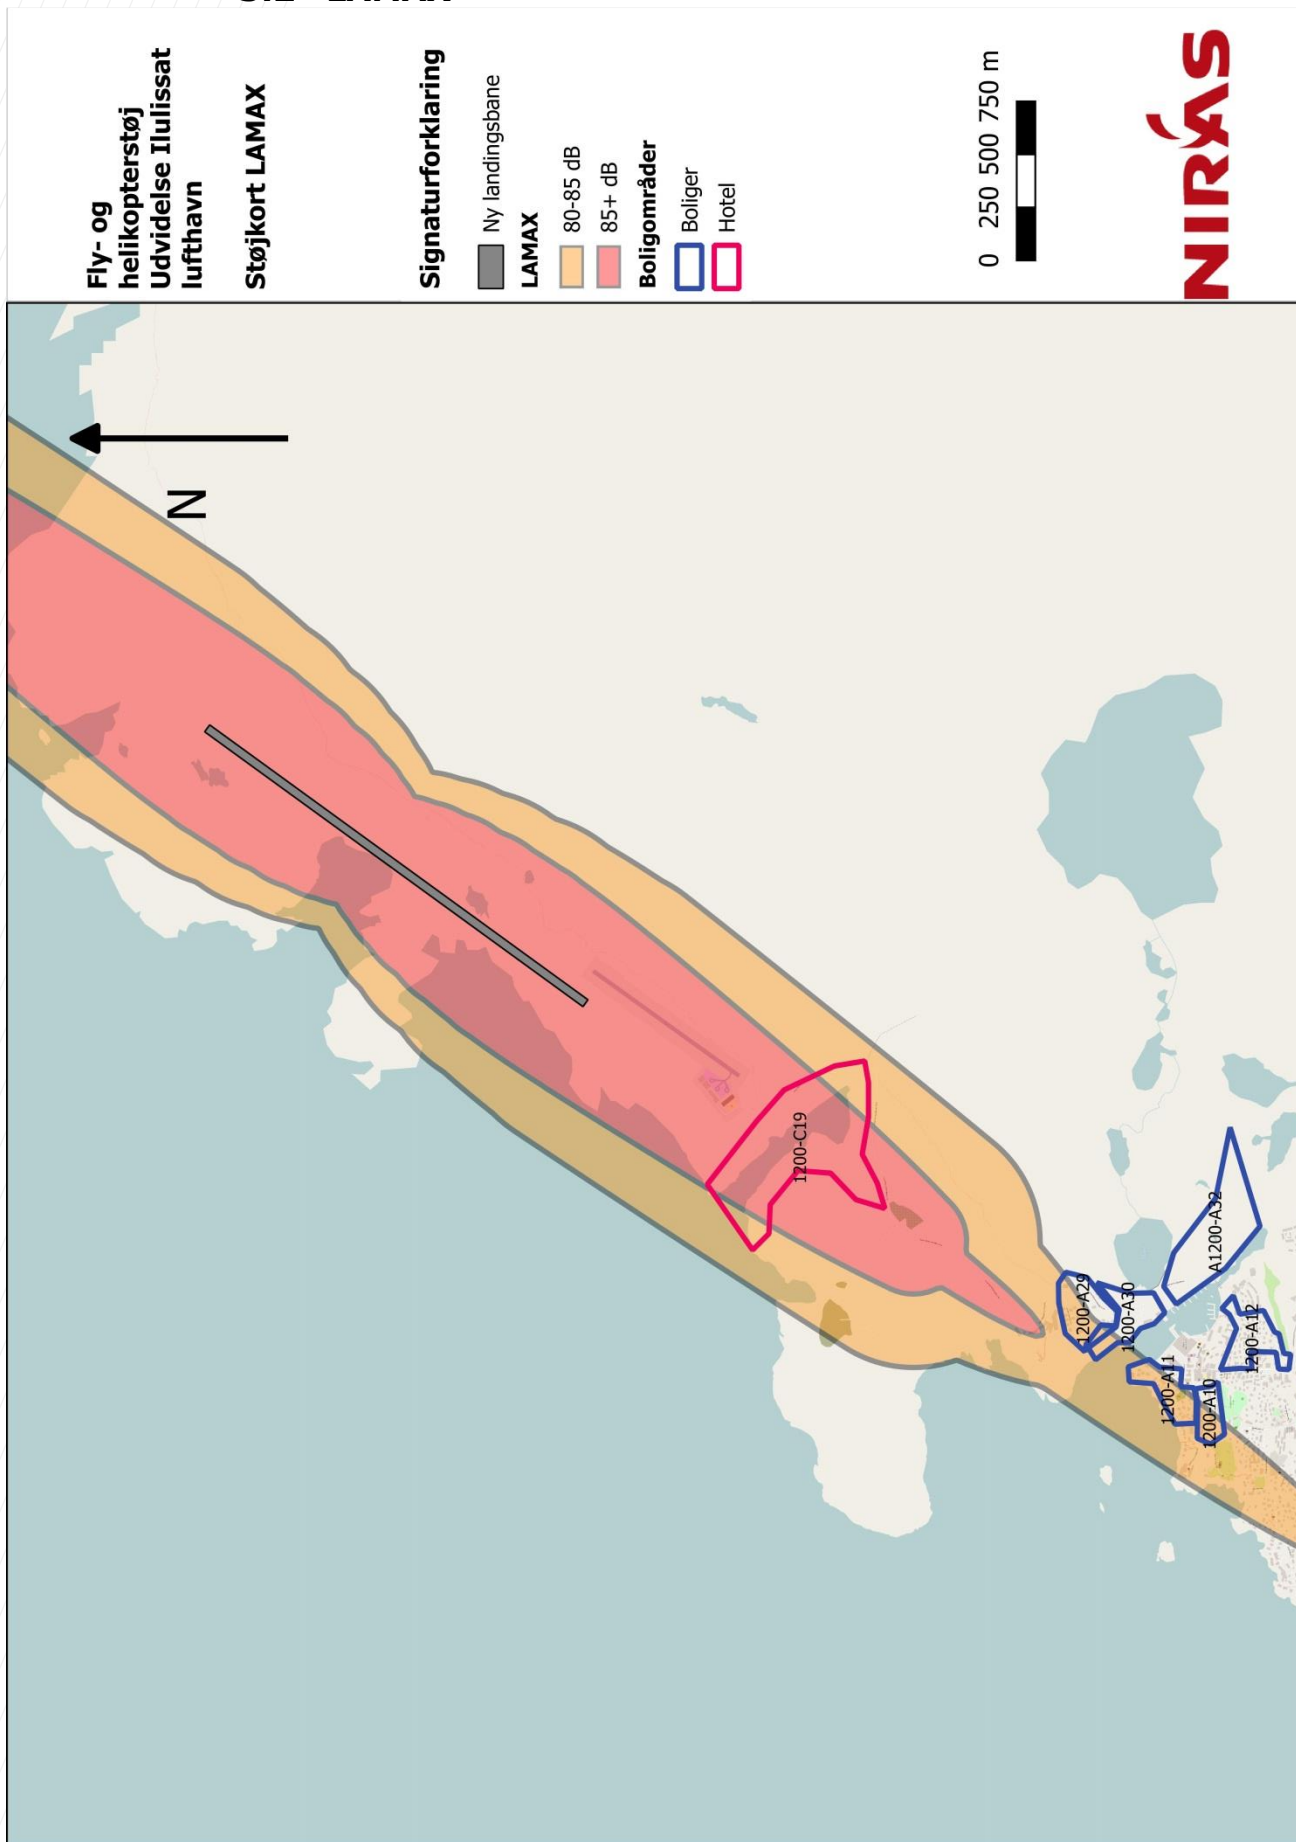 Fly- og
helikopterstøj
Udvidelse Ilulissat
lufthavn
Støjkort LAMAX
Signaturforklaring
Ny landingsbane
LAMAX
80-85 dB
85+ dB
Boligområder
Boliger
Hotel
0 250 500 750 m
NIRAS
N
1200-C19
1200-A29
1200-A30
A1200-A32
1200-A11
1200-A10
1200-A12